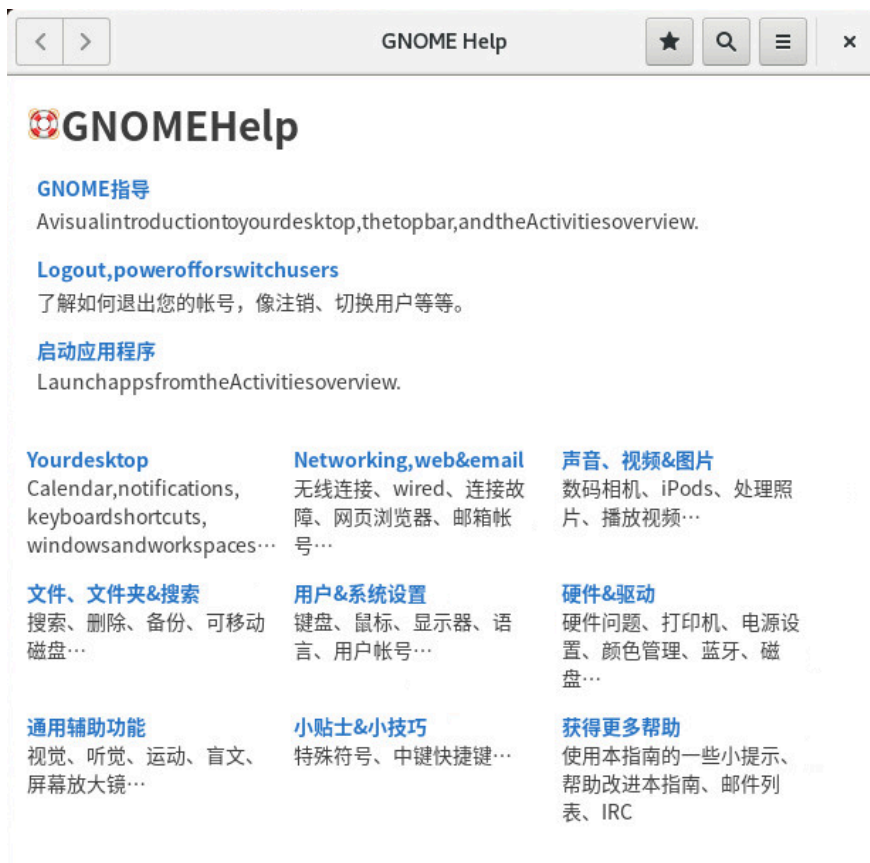 GNOME Help
GNOMEHelp
GNOME指导
Avisualintroductiontoyourdesktop,thetopbar,andtheActivitiesoverview.
Logout,powerofforswitchusers
了解如何退出您的帐号，像注销、切换用户等等。
启动应用程序
LaunchappsfromtheActivitiesoverview.
Yourdesktop
Calendar,notifications,
keyboardshortcuts,
windowsandworkspaces…
Networking,web&email
无线连接、wired、连接故
障、网页浏览器、邮箱帐
号…
声音、视频&图片
数码相机、iPods、处理照
片、播放视频…
文件、文件夹&搜索
搜索、删除、备份、可移动
磁盘…
用户&系统设置
键盘、鼠标、显示器、语
言、用户帐号…
硬件&驱动
硬件问题、打印机、电源设
置、颜色管理、蓝牙、磁
盘…
通用辅助功能
视觉、听觉、运动、盲文、
屏幕放大镜…
小贴士&小技巧
特殊符号、中键快捷键…
获得更多帮助
使用本指南的一些小提示、
帮助改进本指南、邮件列
表、IRC